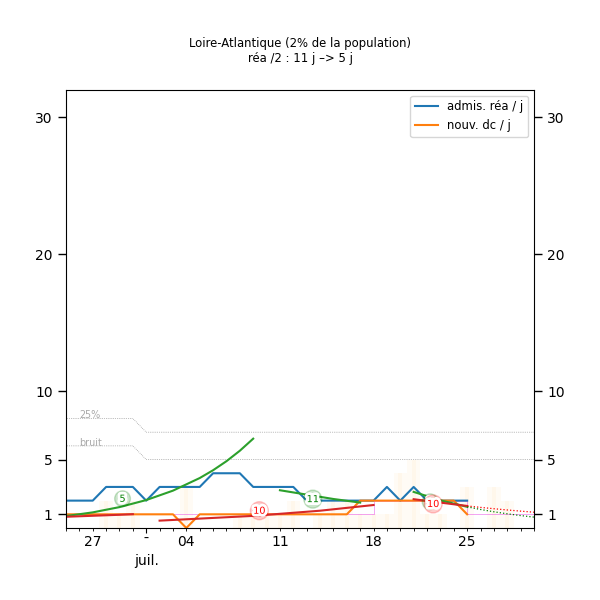 Loire-Atlantique (2% de la population)
réa /2 : 11 j –> 5 j
admis. réa / j
nouv. dc / j
30 30
20 20
10 10
25%
bruit
5 5
5 11 10 10
1 1
27 - 04 11 18 25
juil.